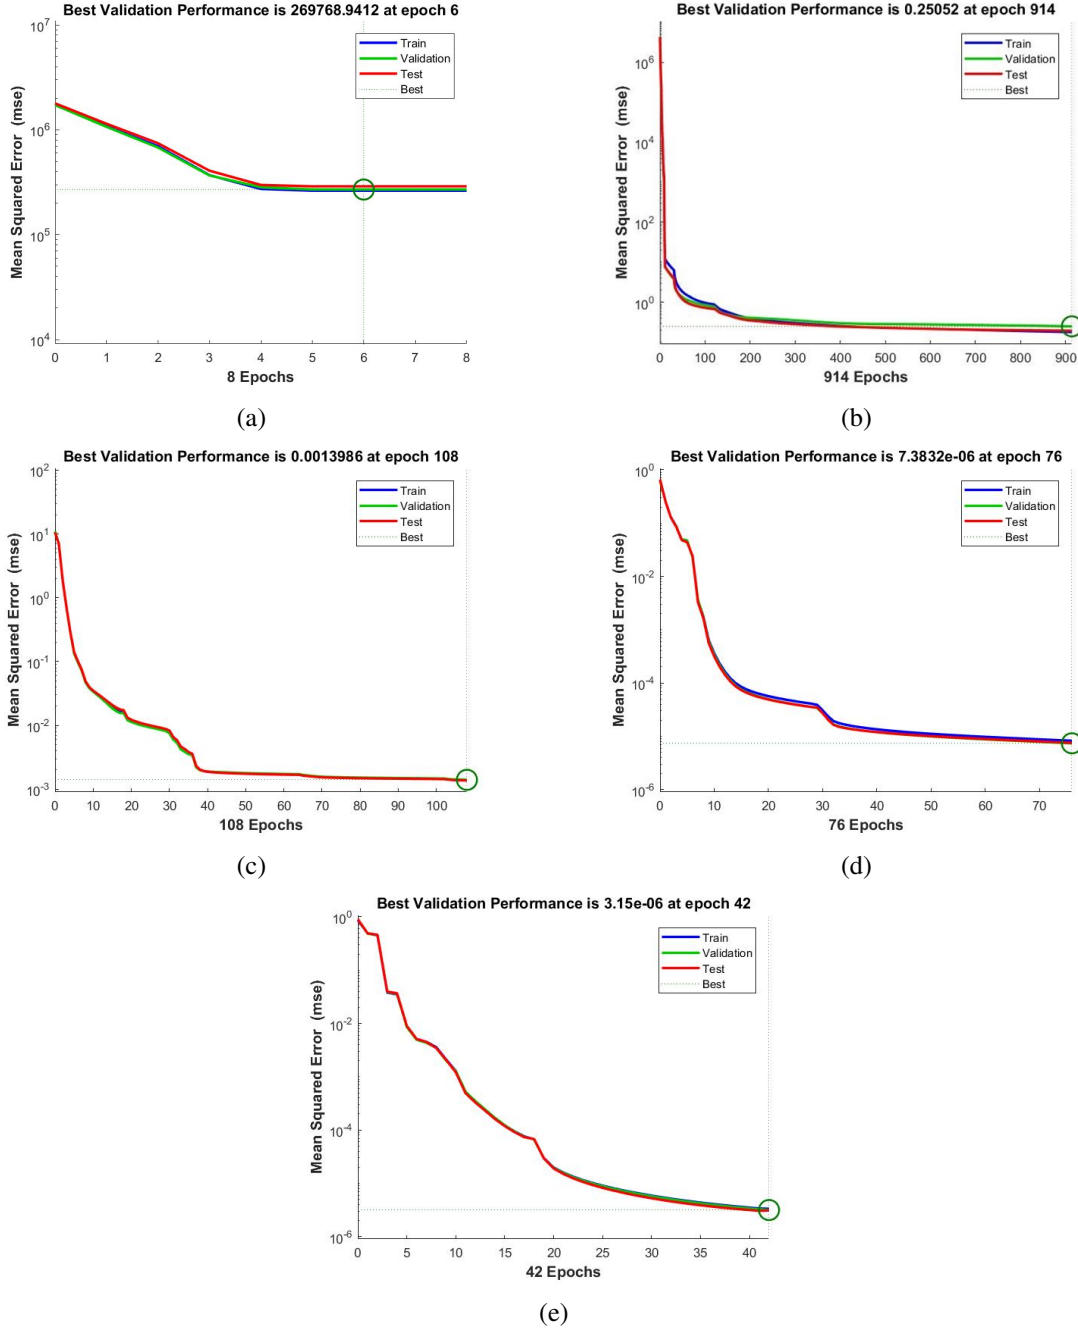 Best Validation Performance is 269768.9412 at epoch 6
10^7
10^6
10^5
10^4
Mean Squared Error (mse)
Train
Validation
Test
Best
0 1 2 3 4 5 6 7 8
8 Epochs
(a)
Best Validation Performance is 0.25052 at epoch 914
10^6
10^4
10^2
10^0
Mean Squared Error (mse)
Train
Validation
Test
Best
0 100 200 300 400 500 600 700 800 900
914 Epochs
(b)
Best Validation Performance is 0.0013986 at epoch 108
10^2
10^1
10^0
10^-1
10^-2
10^-3
Mean Squared Error (mse)
Train
Validation
Test
Best
0 10 20 30 40 50 60 70 80 90 100
108 Epochs
(c)
Best Validation Performance is 7.3832e-06 at epoch 76
10^0
10^-2
10^-4
10^-6
Mean Squared Error (mse)
Train
Validation
Test
Best
0 10 20 30 40 50 60 70
76 Epochs
(d)
Best Validation Performance is 3.15e-06 at epoch 42
10^0
10^-2
10^-4
10^-6
Mean Squared Error (mse)
Train
Validation
Test
Best
0 5 10 15 20 25 30 35 40
42 Epochs
(e)